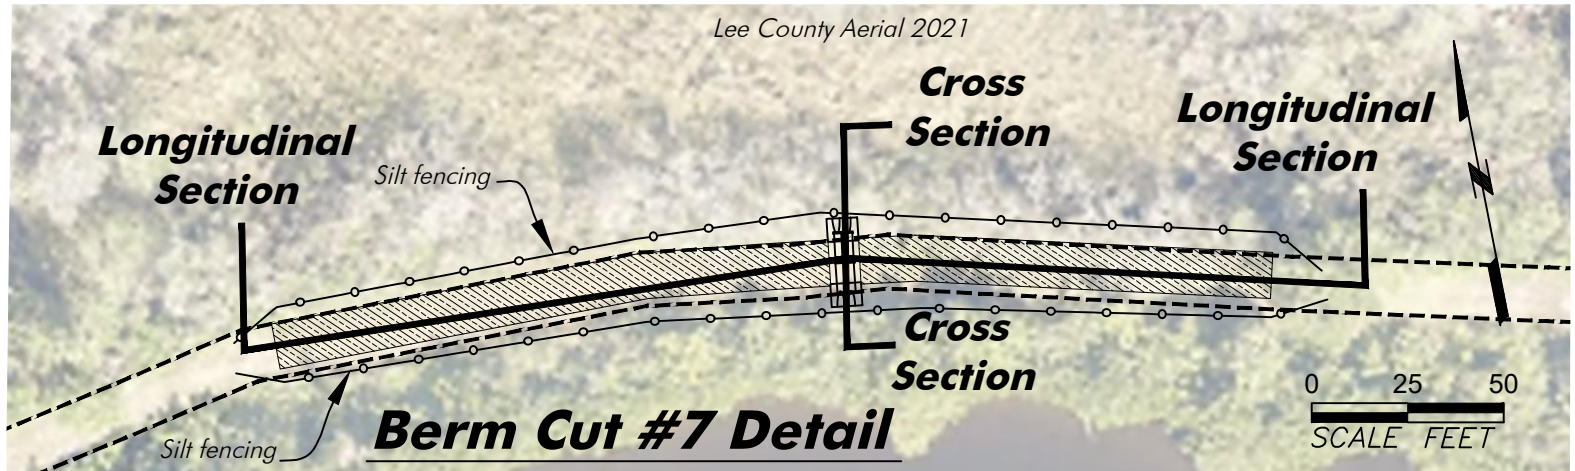 Lee County Aerial 2021
Cross
Section
Longitudinal
Section
Longitudinal
Section
Silt fencing
Cross
Section
0 25 50
SCALE FEET
Berm Cut #7 Detail
Silt fencing